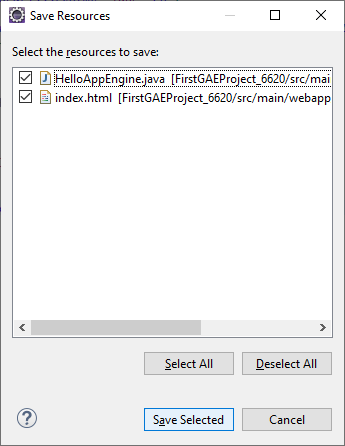 Save Resources
Select the resources to save:
HelloAppEngine.java [FirstGAEProject_6620/src/mai
index.html [FirstGAEProject_6620/src/main/webapp
Select All
Deselect All
Save Selected
Cancel